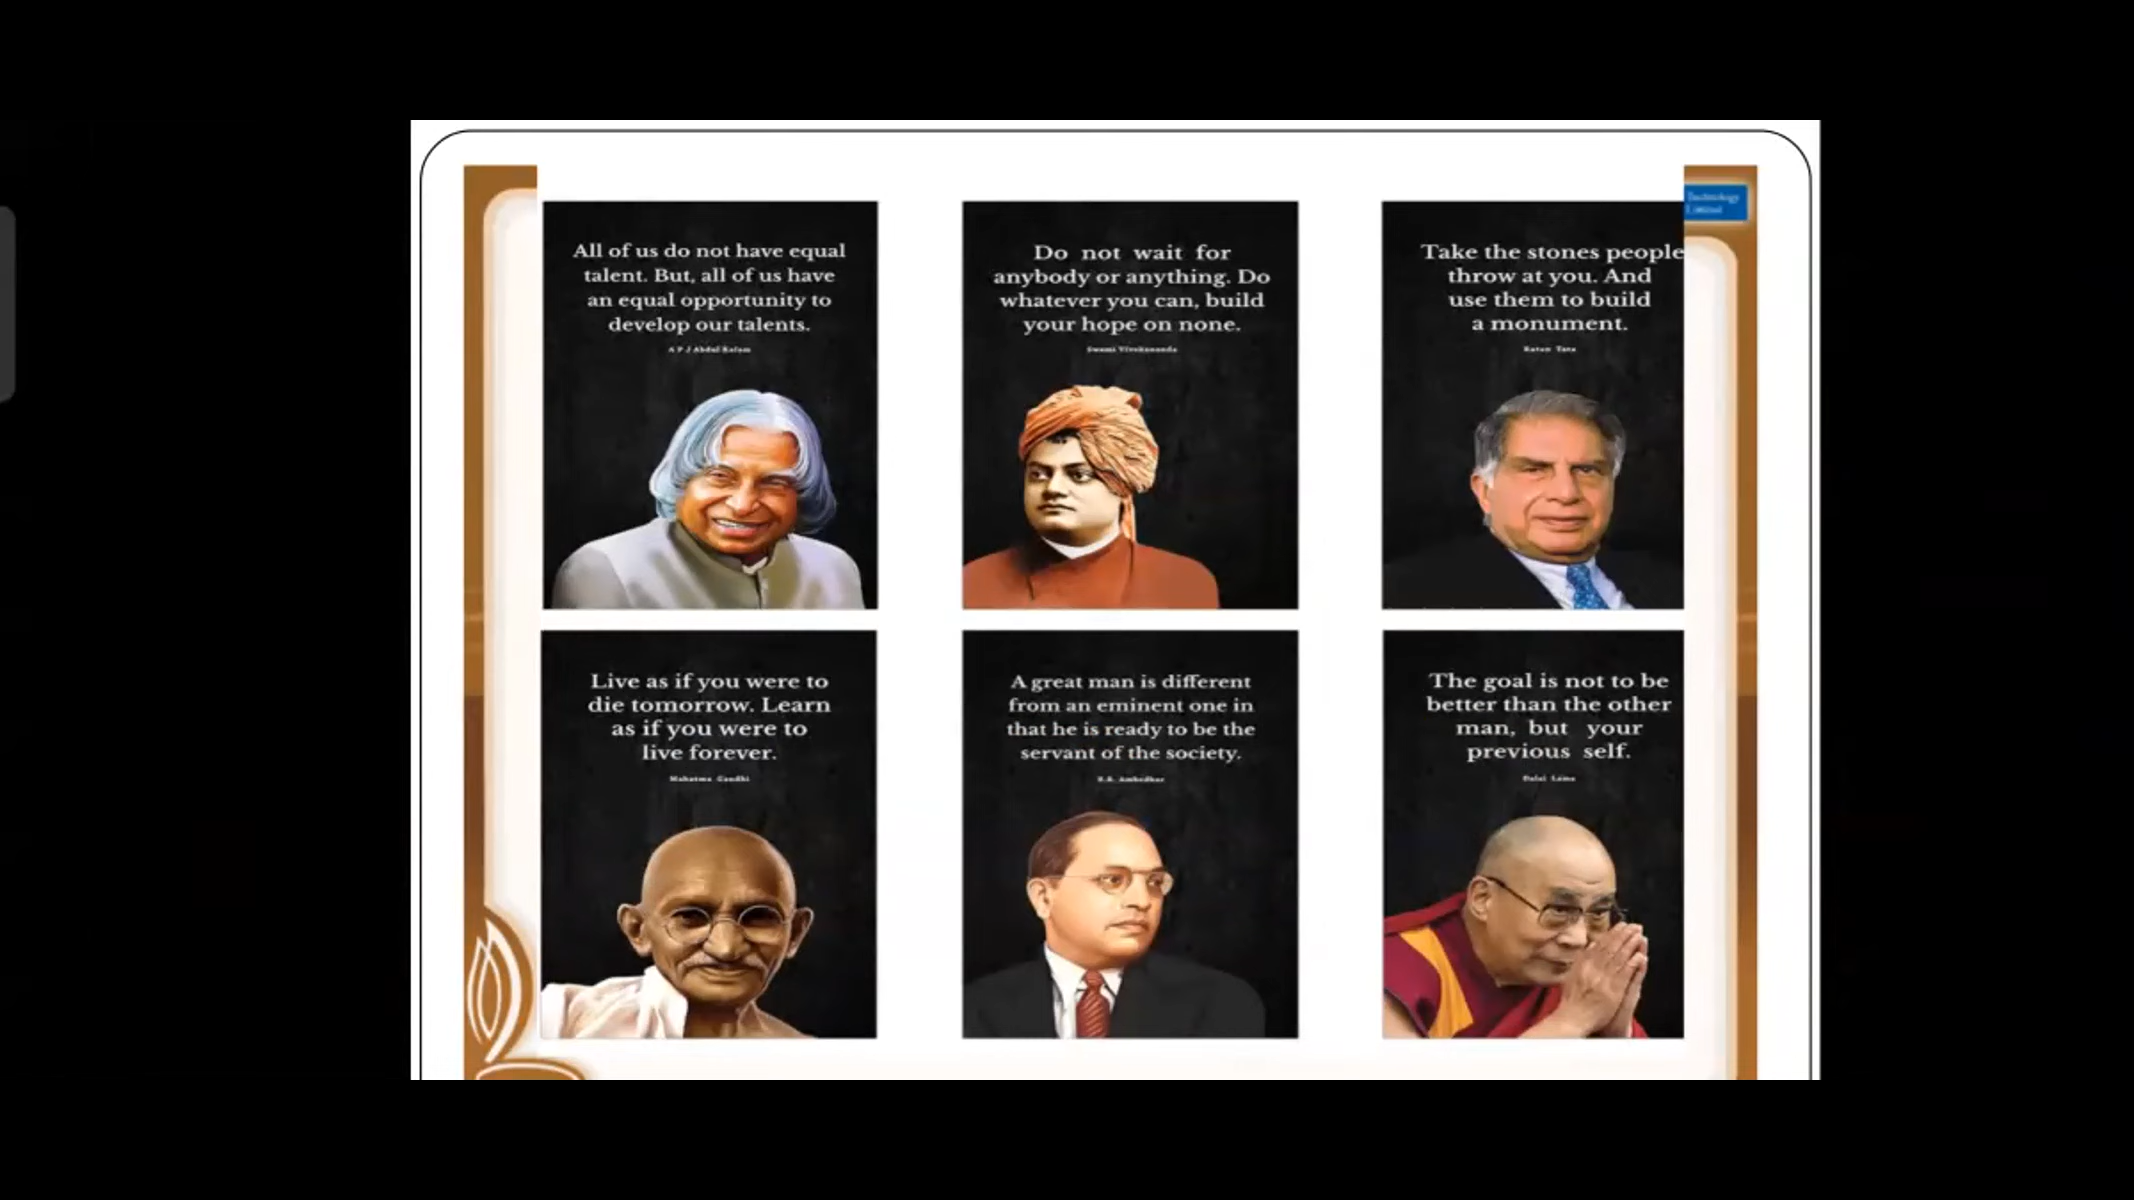 All of us do not have equal
talent. But, all of us have
an equal opportunity to
develop our talents.
A P J Abdul Kalam
Do not wait for
anybody or anything. Do
whatever you can, build
your hope on none.
Swami Vivekananda
Take the stones people
throw at you. And
use them to build
a monument.
Ratan Tata
Technology
Limited
Live as if you were to
die tomorrow. Learn
as if you were to
live forever.
Mahatma Gandhi
A great man is different
from an eminent one in
that he is ready to be the
servant of the society.
B.R. Ambedkar
The goal is not to be
better than the other
man, but your
previous self.
Dalai Lama